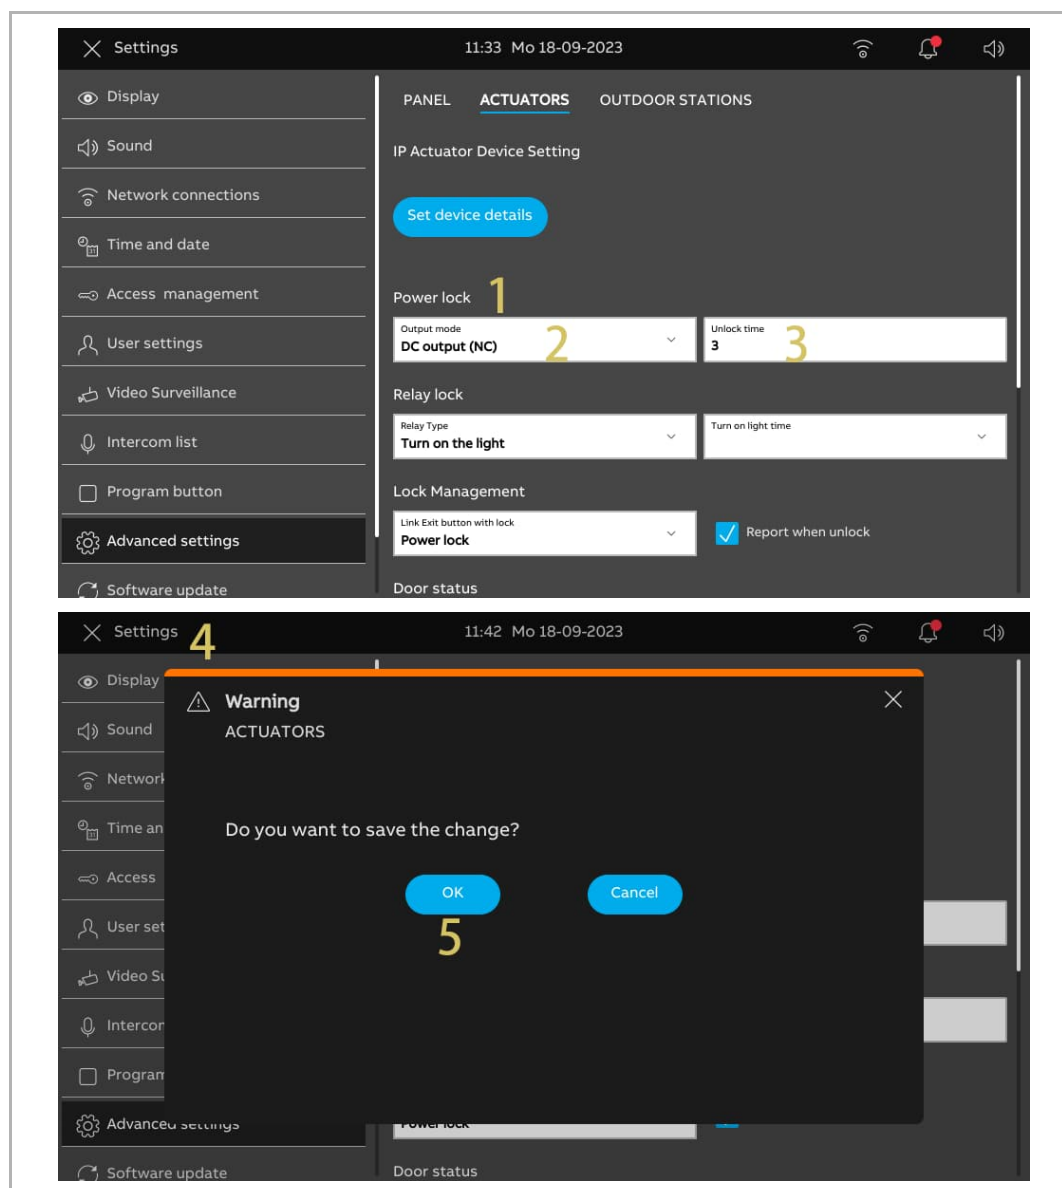 Settings 11:33 Mo 18-09-2023
Display
Sound
Network connections
Time and date
Access management
User settings
Video Surveillance
Intercom list
Program button
Advanced settings
Software update
PANEL ACTUATORS OUTDOOR STATIONS
IP Actuator Device Setting
Set device details
Power lock 1
Output mode
DC output (NC) 2
Unlock time
3 3
Relay lock
Relay Type
Turn on the light
Turn on light time
Lock Management
Link Exit button with lock
Power lock
Report when unlock
Door status
Settings 4 11:42 Mo 18-09-2023
Display
Sound
Network
Time an
Access
User set
Video Su
Intercom
Program
Advanced settings
Software update
Warning
ACTUATORS
Do you want to save the change?
OK Cancel
5
Power lock
Door status